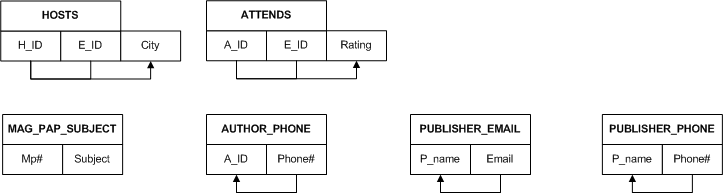 HOSTS
H_ID E_ID City
ATTENDS
A_ID E_ID Rating
MAG_PAP_SUBJECT
Mp# Subject
AUTHOR_PHONE
A_ID Phone#
PUBLISHER_EMAIL
P_name Email
PUBLISHER_PHONE
P_name Phone#